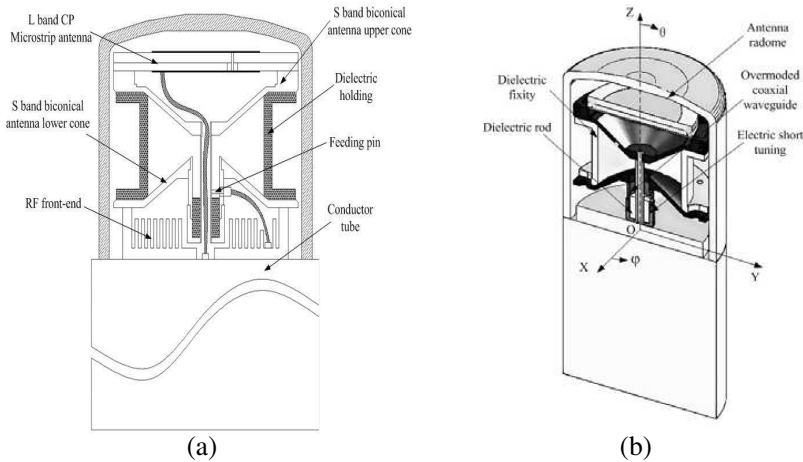 L band CP
Microstrip antenna
S band biconical
antenna upper cone
Dielectric
holding
S band biconical
antenna lower cone
Feeding pin
RF front-end
Conductor
tube
(a)
Z
θ
Antenna
radome
Dielectric
fixity
Overmoded
coaxial
waveguide
Dielectric rod
Electric short
tuning
O
X
φ
Y
(b)